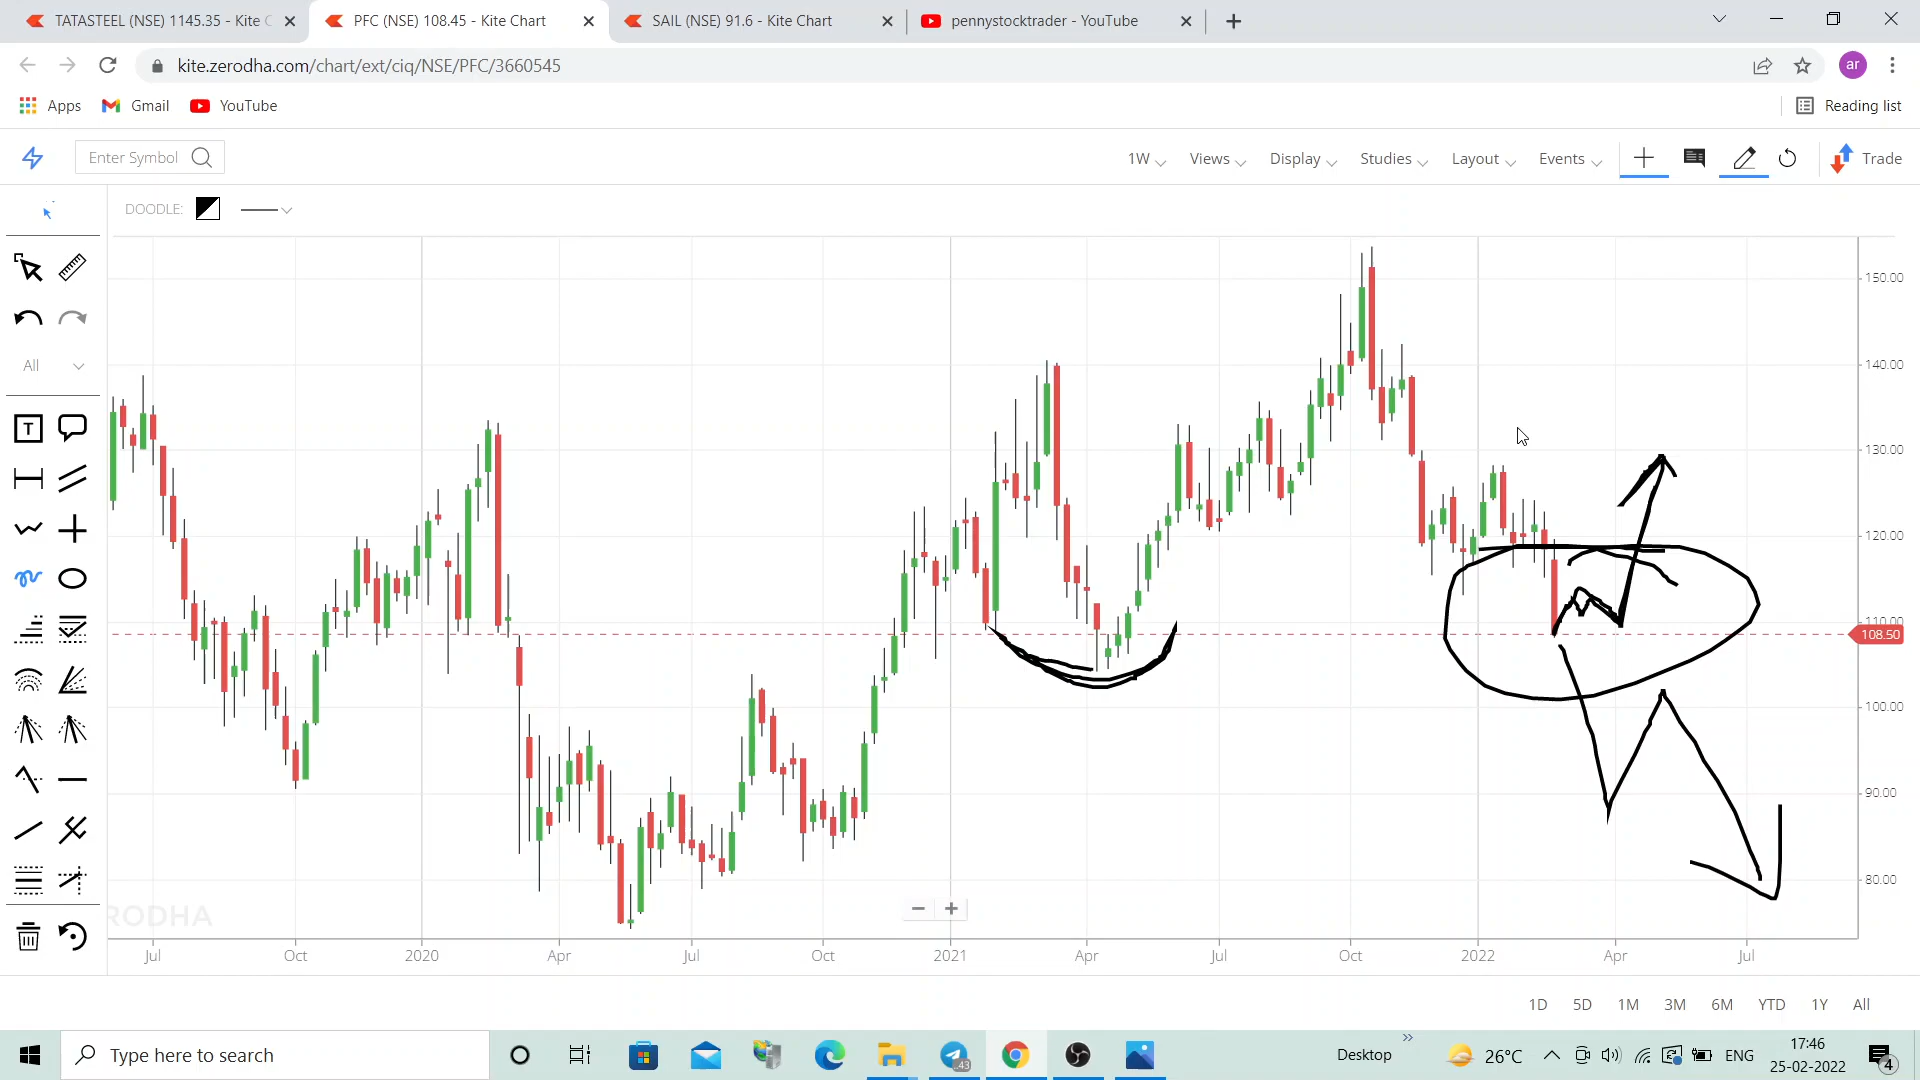 TATASTEEL (NSE) 1145.35 - Kite C
PFC (NSE) 108.45 - Kite Chart
SAIL (NSE) 91.6 - Kite Chart
pennystocktrader - YouTube
kite.zerodha.com/chart/ext/ciq/NSE/PFC/3660545
ar
Apps Gmail YouTube Reading list
Enter Symbol 1W Views Display Studies Layout Events Trade
DOODLE:
All
T
150.00
140.00
130.00
120.00
110.00
108.50
100.00
90.00
80.00
RODHA
Jul Oct 2020 Apr Jul Oct 2021 Apr Jul Oct 2022 Apr Jul
1D 5D 1M 3M 6M YTD 1Y All
Type here to search
43
Desktop
26°C
ENG
17:46
25-02-2022
4